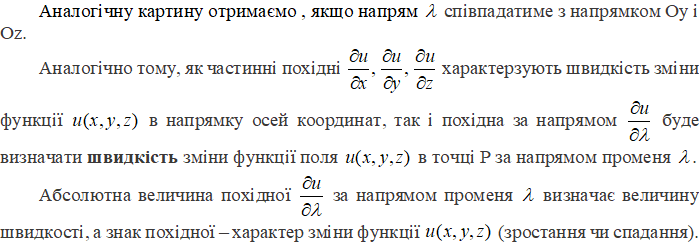 Аналогічну картину отримаємо , якщо напрям λ співпадатиме з напрямком Oy і
Oz.
Аналогічно тому, як частинні похідні ∂u/∂x, ∂u/∂y, ∂u/∂z характерзують швидкість зміни
функції u(x, y, z) в напрямку осей координат, так і похідна за напрямом ∂u/∂λ буде
визначати швидкість зміни функції поля u(x, y, z) в точці P за напрямом променя λ.
Абсолютна величина похідної ∂u/∂λ за напрямом променя λ визначає величину
швидкості, а знак похідної – характер зміни функції u(x, y, z) (зростання чи спадання).